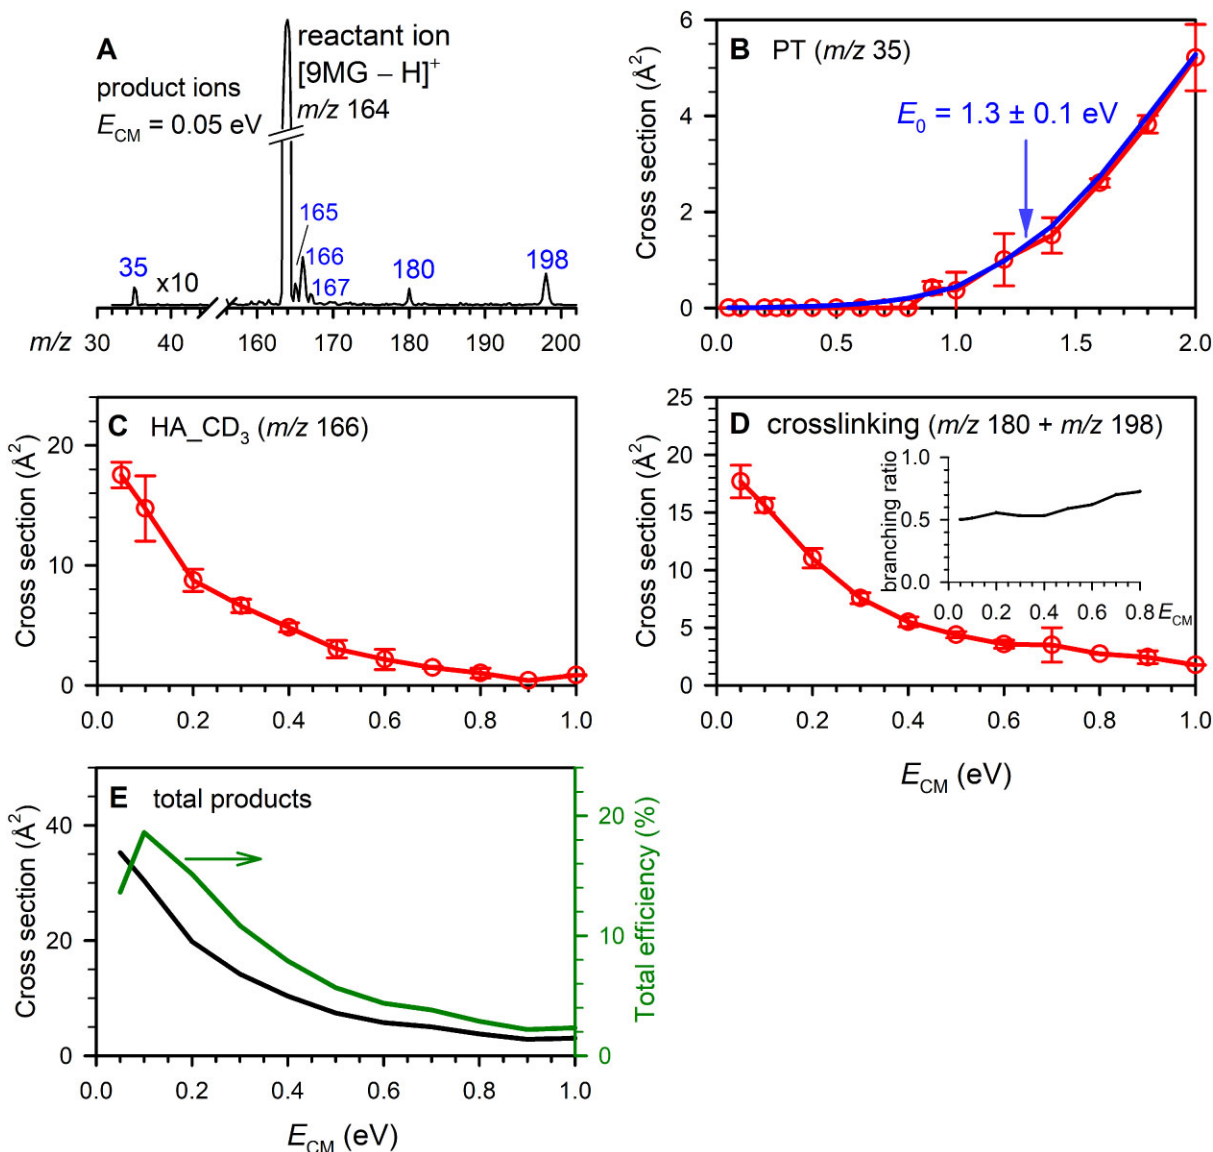 A
reactant ion
[9MG – H]⁺
m/z 164
product ions
E_CM = 0.05 eV
165
166
167
35
x10
180
198
m/z
30 40 160 170 180 190 200
B PT (m/z 35)
E₀ = 1.3 ± 0.1 eV
Cross section (Å²)
6
4
2
0
0.0 0.5 1.0 1.5 2.0
C HA_CD₃ (m/z 166)
Cross section (Å²)
20
10
0
0.0 0.2 0.4 0.6 0.8 1.0
D crosslinking (m/z 180 + m/z 198)
Cross section (Å²)
25
20
15
10
5
0
0.0 0.2 0.4 0.6 0.8 1.0
E_CM (eV)
branching ratio
1.0
0.5
0.0
0.0 0.2 0.4 0.6 0.8 E_CM
E total products
Cross section (Å²)
40
20
0
Total efficiency (%)
20
10
0
0.0 0.2 0.4 0.6 0.8 1.0
E_CM (eV)